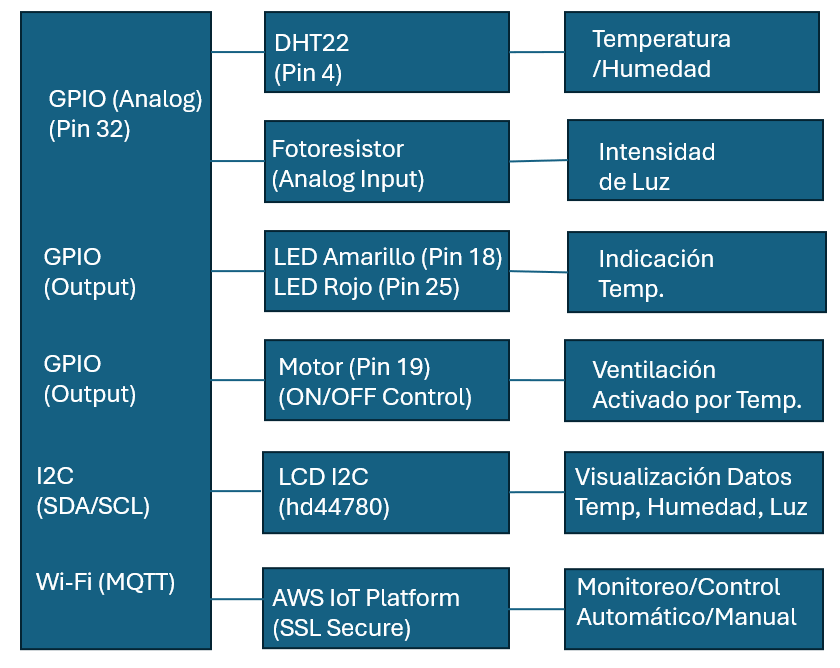 GPIO (Analog)
(Pin 32)
DHT22
(Pin 4)
Temperatura
/Humedad
Fotoresistor
(Analog Input)
Intensidad
de Luz
GPIO
(Output)
LED Amarillo (Pin 18)
LED Rojo (Pin 25)
Indicación
Temp.
GPIO
(Output)
Motor (Pin 19)
(ON/OFF Control)
Ventilación
Activado por Temp.
I2C
(SDA/SCL)
LCD I2C
(hd44780)
Visualización Datos
Temp, Humedad, Luz
Wi-Fi (MQTT)
AWS IoT Platform
(SSL Secure)
Monitoreo/Control
Automático/Manual